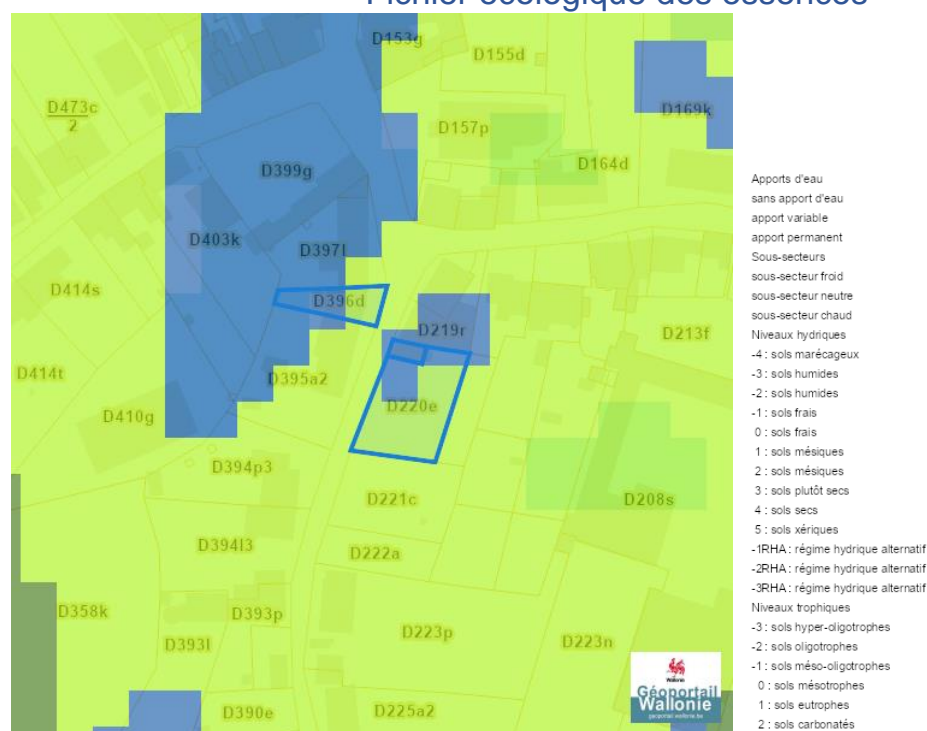 Fichier écologique des essences
D153g
D155d
D473c
2
D169k
D157p
D399g
D164d
D403k
D397l
D414s
D396d
D219r
D213f
D414t
D395a2
D220e
D410g
D394p3
D221c
D208s
D394l3
D222a
D358k
D393p
D223p
D393l
D223n
D390e
D225a2
Wallonie
Géoportail
Wallonie
geoportail.wallonie.be
Apports d'eau
sans apport d'eau
apport variable
apport permanent
Sous-secteurs
sous-secteur froid
sous-secteur neutre
sous-secteur chaud
Niveaux hydriques
-4 : sols marécageux
-3 : sols humides
-2 : sols humides
-1 : sols frais
0 : sols frais
1 : sols mésiques
2 : sols mésiques
3 : sols plutôt secs
4 : sols secs
5 : sols xériques
-1RHA : régime hydrique alternatif
-2RHA : régime hydrique alternatif
-3RHA : régime hydrique alternatif
Niveaux trophiques
-3 : sols hyper-oligotrophes
-2 : sols oligotrophes
-1 : sols méso-oligotrophes
0 : sols mésotrophes
1 : sols eutrophes
2 : sols carbonatés